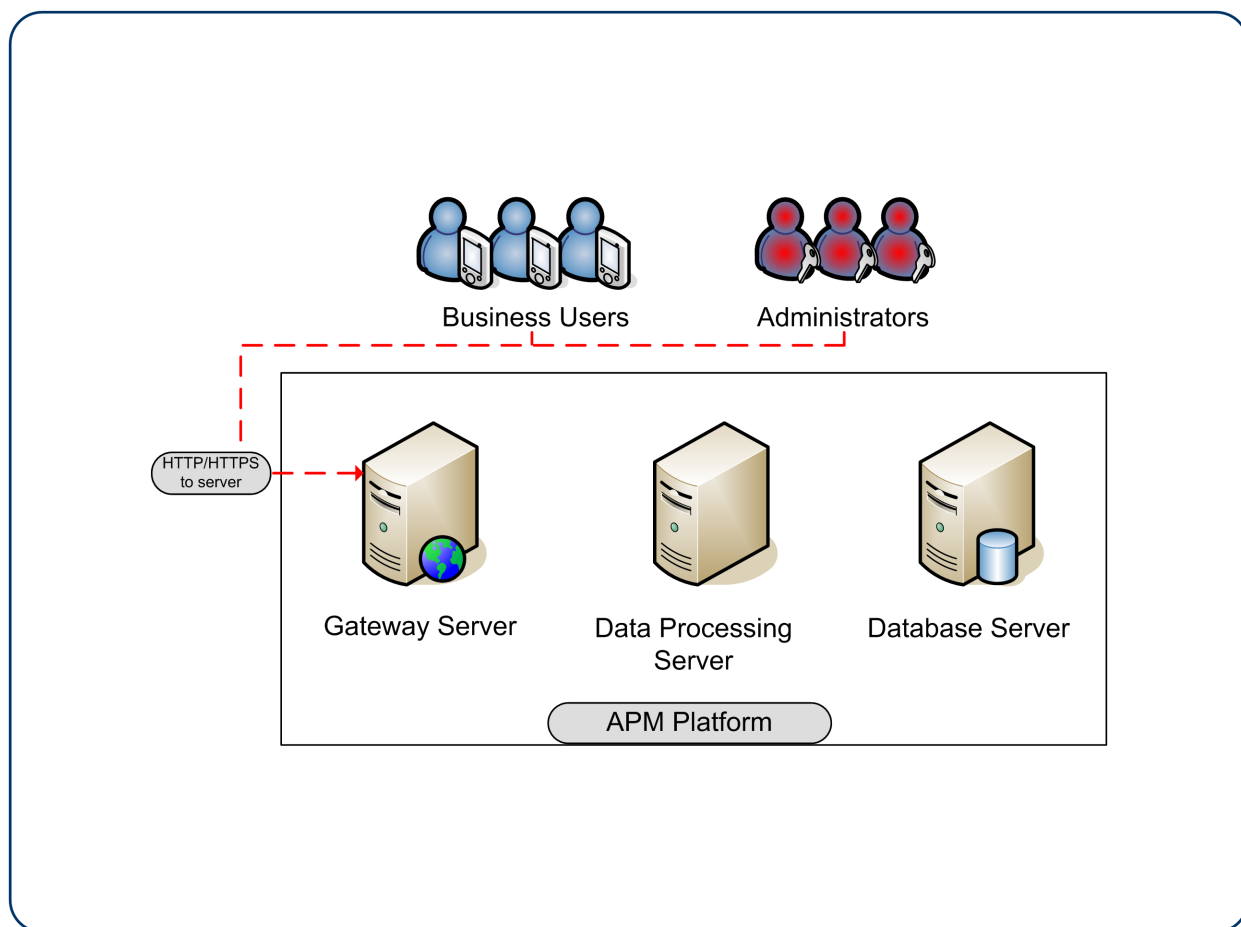 Business Users
Administrators
HTTP/HTTPS
to server
Gateway Server
Data Processing
Server
Database Server
APM Platform